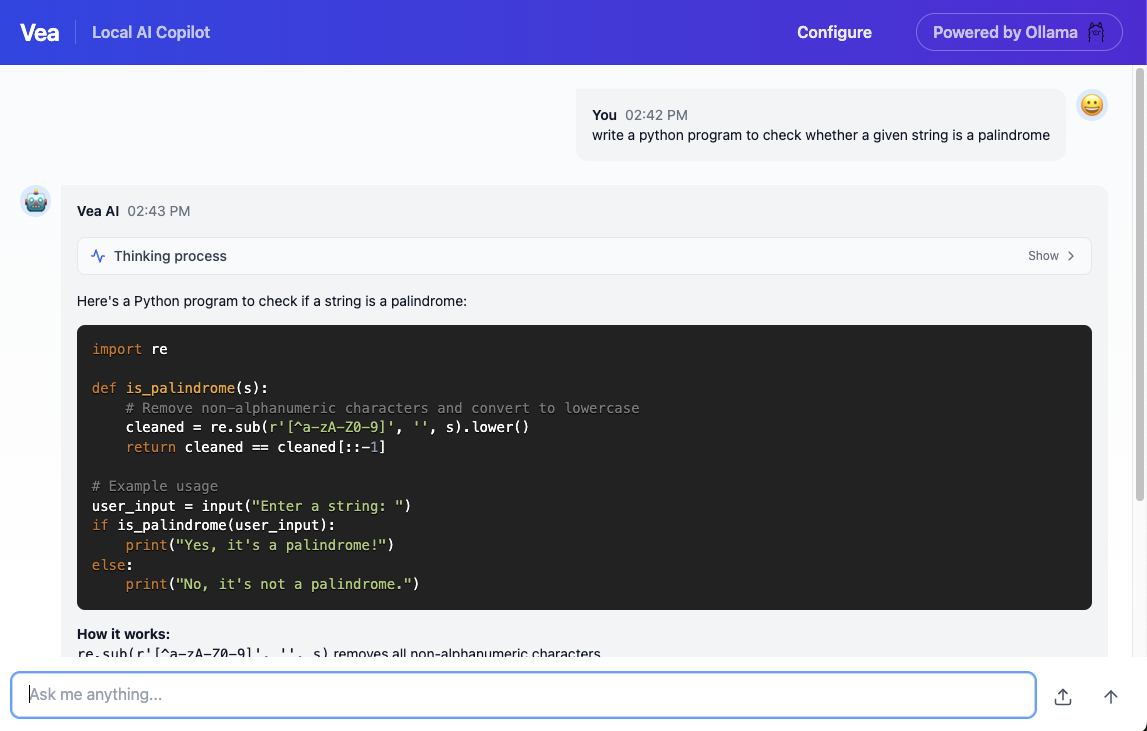 Vea
Local AI Copilot
Configure
Powered by Ollama
You 02:42 PM
write a python program to check whether a given string is a palindrome
Vea AI 02:43 PM
Thinking process
Show
Here's a Python program to check if a string is a palindrome:
import re
def is_palindrome(s):
    # Remove non-alphanumeric characters and convert to lowercase
    cleaned = re.sub(r'[^a-zA-Z0-9]', '', s).lower()
    return cleaned == cleaned[::-1]
# Example usage
user_input = input("Enter a string: ")
if is_palindrome(user_input):
    print("Yes, it's a palindrome!")
else:
    print("No, it's not a palindrome.")
How it works:
re.sub(r'[^a-zA-Z0-9]', '', s) removes all non-alphanumeric characters
Ask me anything...